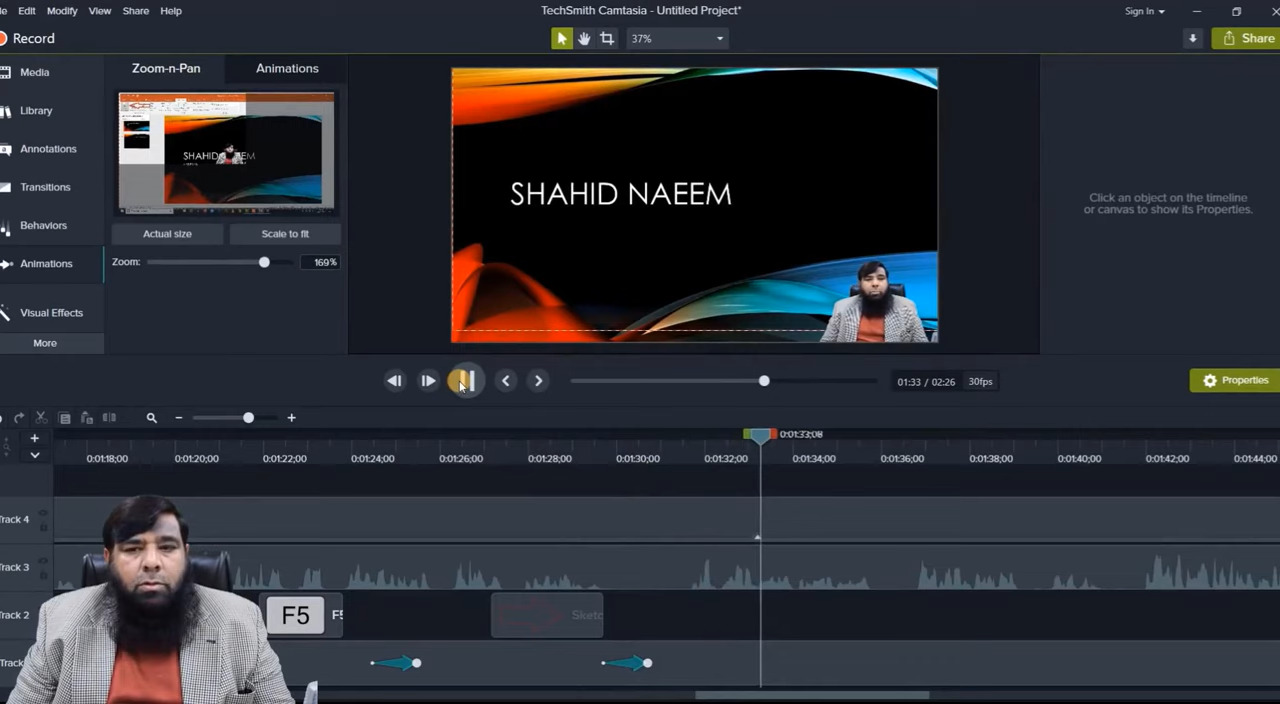 Edit Modify View Share Help TechSmith Camtasia - Untitled Project* Sign In
Record 37% Share
Media Zoom-n-Pan Animations
Library
Annotations
SHAHID NAEEM
Transitions
Click an object on the timeline
or canvas to show its Properties.
Behaviors Actual size Scale to fit
Animations Zoom: 169%
Visual Effects
More
01:33 / 02:26 30fps Properties
0:01:33;08
0:01:18;00 0:01:20;00 0:01:22;00 0:01:24;00 0:01:26;00 0:01:28;00 0:01:30;00 0:01:32;00 0:01:34;00 0:01:36;00 0:01:38;00 0:01:40;00 0:01:42;00 0:01:44;00
Track 4
Track 3
Track 2 F5 F5 Sketc
Track